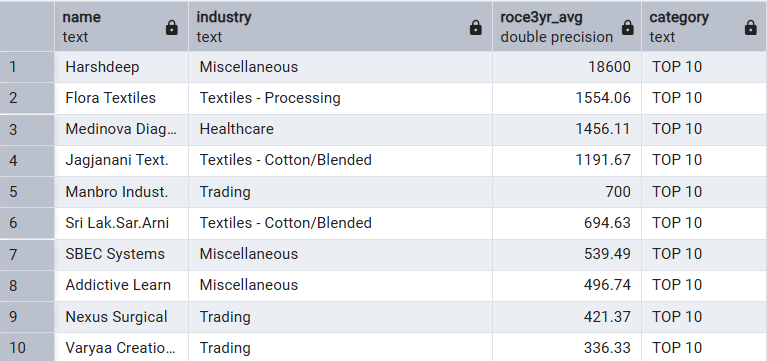 name industry roce3yr_avg category
text text double precision text
1 Harshdeep Miscellaneous 18600 TOP 10
2 Flora Textiles Textiles - Processing 1554.06 TOP 10
3 Medinova Diag... Healthcare 1456.11 TOP 10
4 Jagjanani Text. Textiles - Cotton/Blended 1191.67 TOP 10
5 Manbro Indust. Trading 700 TOP 10
6 Sri Lak.Sar.Arni Textiles - Cotton/Blended 694.63 TOP 10
7 SBEC Systems Miscellaneous 539.49 TOP 10
8 Addictive Learn Miscellaneous 496.74 TOP 10
9 Nexus Surgical Trading 421.37 TOP 10
10 Varyaa Creatio... Trading 336.33 TOP 10